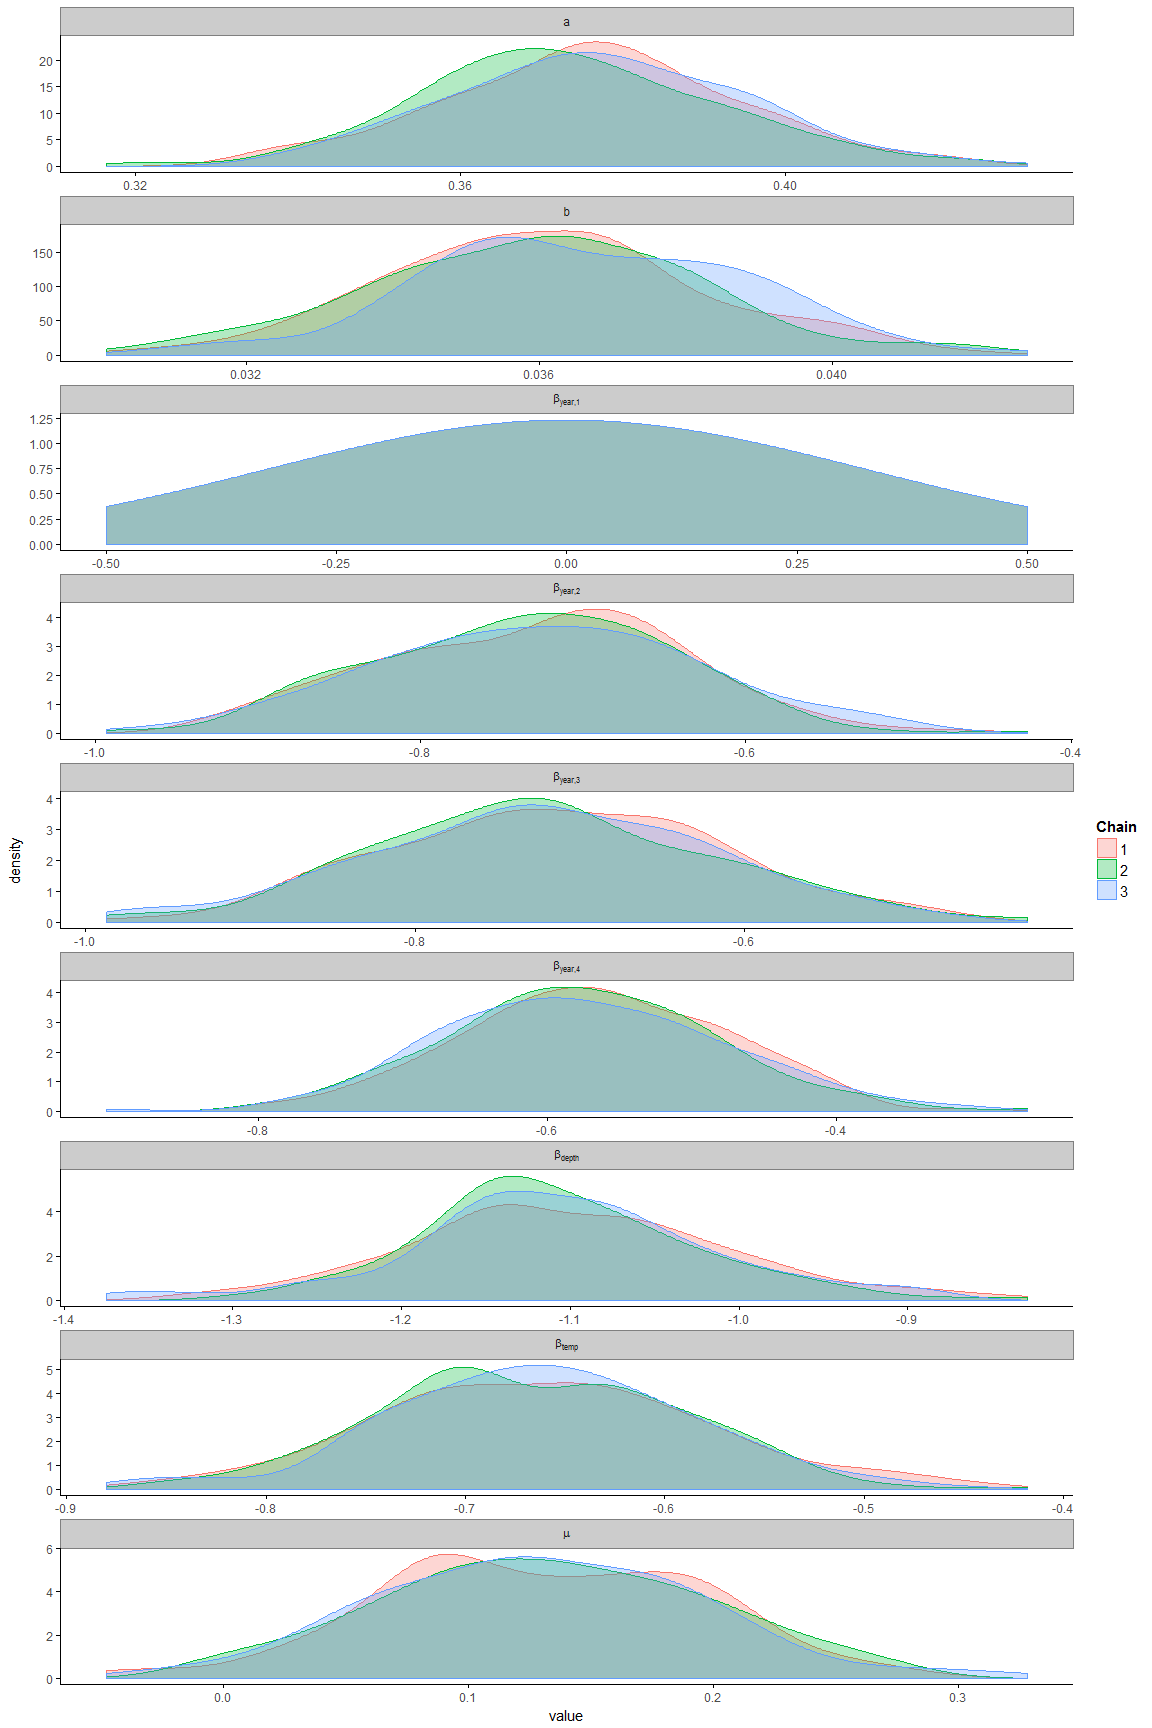 a
20
15
10
5
0
0.32 0.36 0.40
b
150
100
50
0
0.032 0.036 0.040
βyear,1
1.25
1.00
0.75
0.50
0.25
0.00
-0.50 -0.25 0.00 0.25 0.50
βyear,2
4
3
2
1
0
-1.0 -0.8 -0.6 -0.4
βyear,3
4
3
2
1
0
-1.0 -0.8 -0.6
βyear,4
4
3
2
1
0
-0.8 -0.6 -0.4
βdepth
4
2
0
-1.4 -1.3 -1.2 -1.1 -1.0 -0.9
βtemp
5
4
3
2
1
0
-0.9 -0.8 -0.7 -0.6 -0.5 -0.4
μ
6
4
2
0
0.0 0.1 0.2 0.3
value
density
Chain
1
2
3